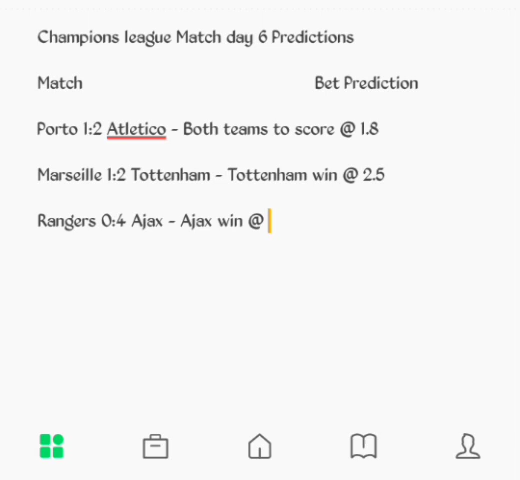 Champions league Match day 6 Predictions
Match Bet Prediction
Porto 1:2 Atletico - Both teams to score @ 1.8
Marseille 1:2 Tottenham - Tottenham win @ 2.5
Rangers 0:4 Ajax - Ajax win @